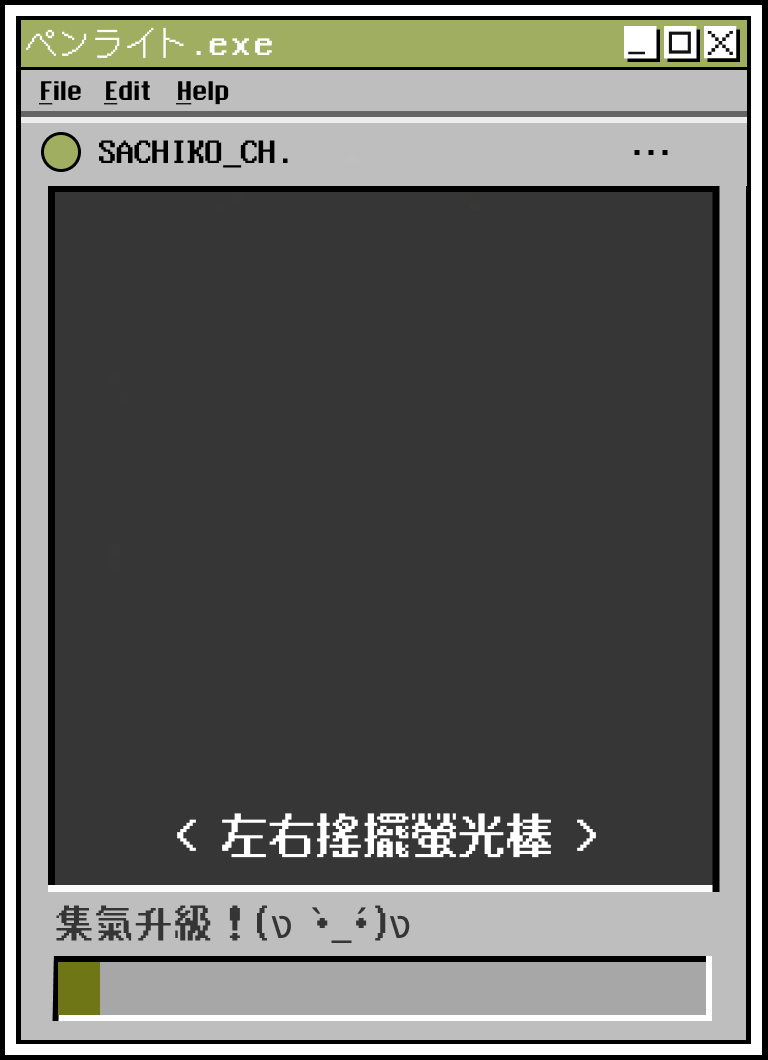 ペンライト.exe
File Edit Help
SACHIKO_CH. ...
< 左右搖擺螢光棒 >
集氣升級！(ง •̀_•́)ง